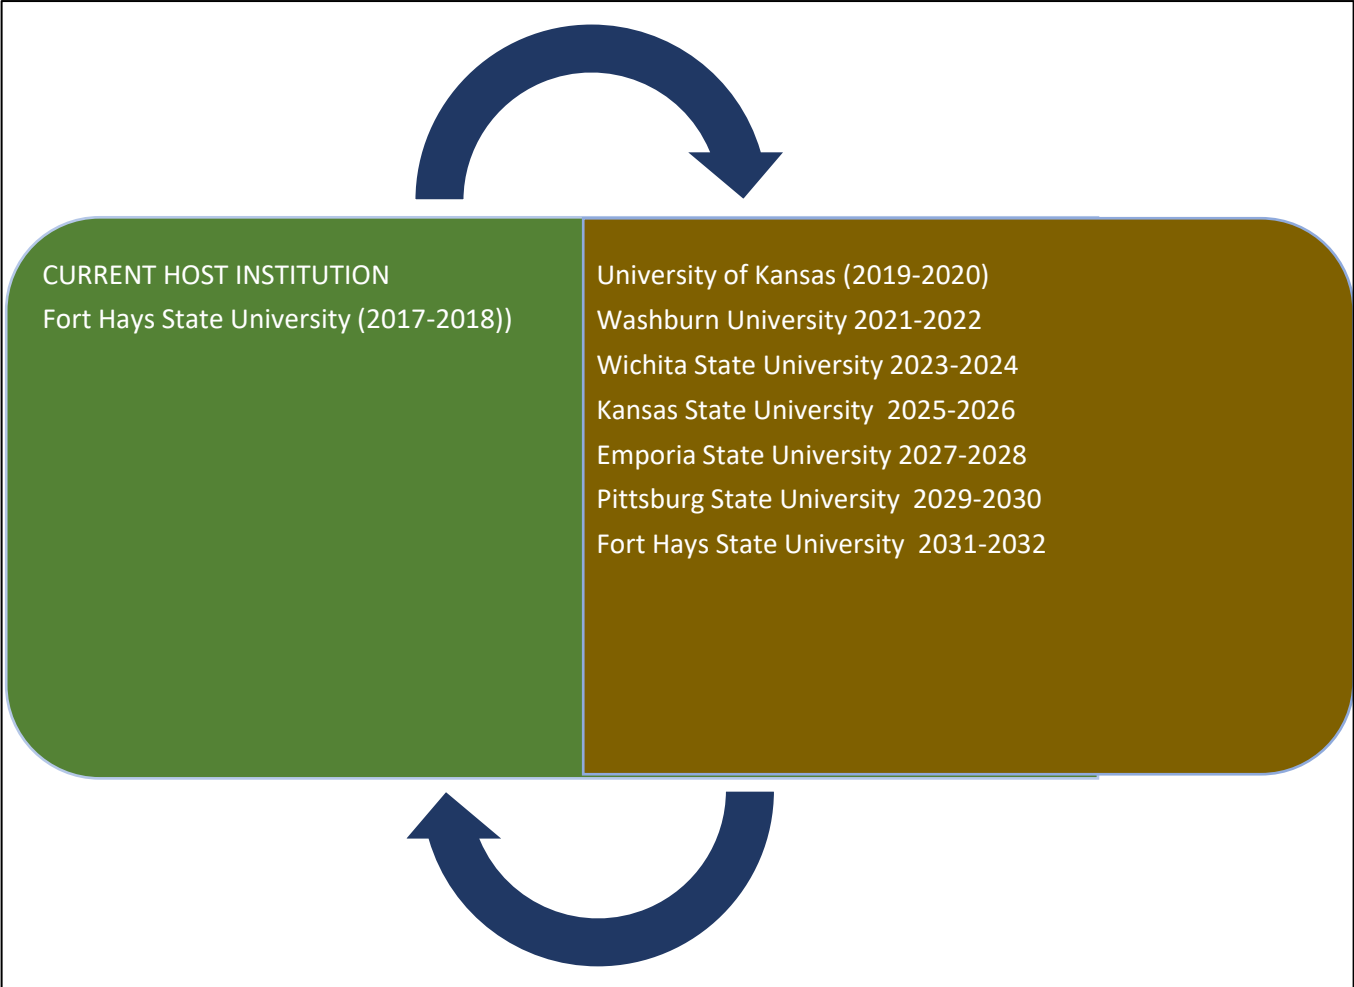 CURRENT HOST INSTITUTION
Fort Hays State University (2017-2018))
University of Kansas (2019-2020)
Washburn University 2021-2022
Wichita State University 2023-2024
Kansas State University  2025-2026
Emporia State University 2027-2028
Pittsburg State University  2029-2030
Fort Hays State University  2031-2032